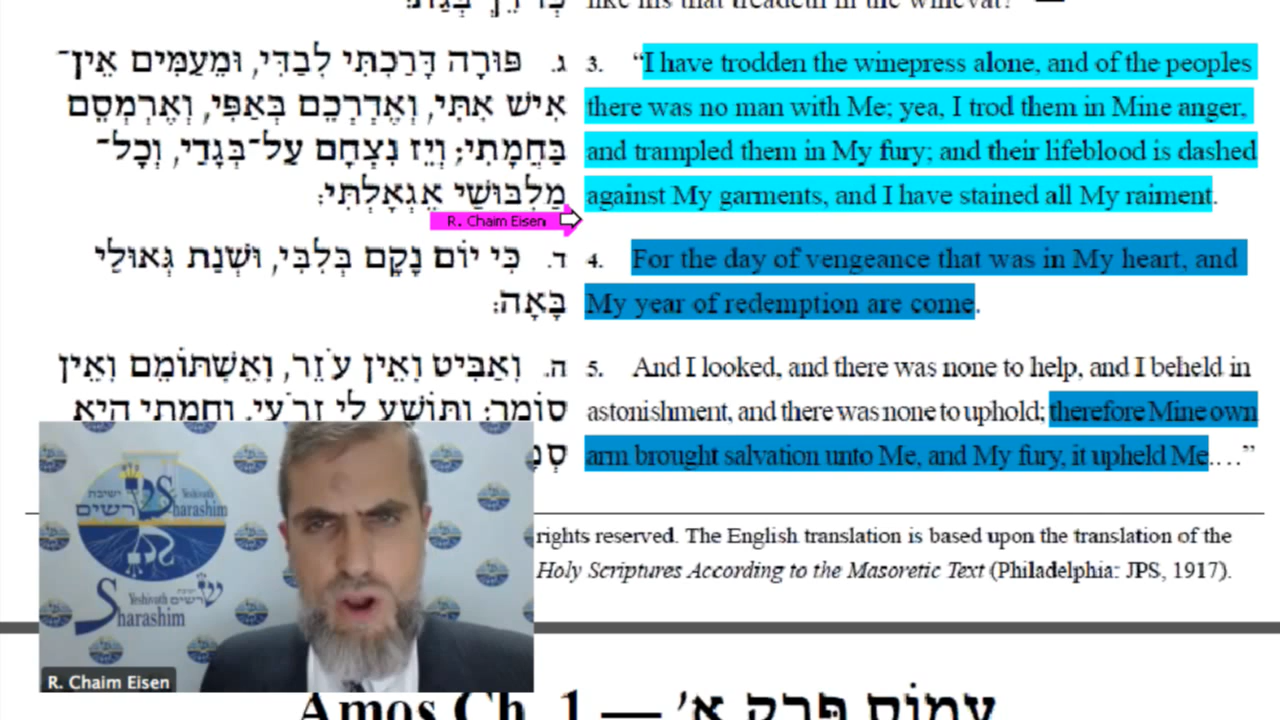 like his that treadeth in the winevat? —
ג. פּוּרָה דָּרַכְתִּי לְבַדִּי, וּמֵעַמִּים אֵין־
אִישׁ אִתִּי, וְאֶדְרְכֵם בְּאַפִּי, וְאֶרְמְסֵם
בַּחֲמָתִי; וְיֵז נִצְחָם עַל־בְּגָדַי, וְכָל־
מַלְבּוּשַׁי אֶגְאָלְתִּי:
3. “I have trodden the winepress alone, and of the peoples
there was no man with Me; yea, I trod them in Mine anger,
and trampled them in My fury; and their lifeblood is dashed
against My garments, and I have stained all My raiment.
R. Chaim Eisen
ד. כִּי יוֹם נָקָם בְּלִבִּי, וּשְׁנַת גְּאוּלַי
בָּאָה:
4. For the day of vengeance that was in My heart, and
My year of redemption are come.
ה. וְאַבִּיט וְאֵין עֹזֵר, וְאֶשְׁתּוֹמֵם וְאֵין
סוֹמֵךְ; וַתּוֹשַׁע לִי זְרֹעִי, וַחֲמָתִי הִיא
5. And I looked, and there was none to help, and I beheld in
astonishment, and there was none to uphold; therefore Mine own
arm brought salvation unto Me, and My fury, it upheld Me….”
rights reserved. The English translation is based upon the translation of the
Holy Scriptures According to the Masoretic Text (Philadelphia: JPS, 1917).
ישיבת
שרשים
Yeshivath
Sharashim
Yeshivath שרשים
Sharashim
R. Chaim Eisen
Amos Ch. 1 — עָמוֹס פֶּרֶק א׳